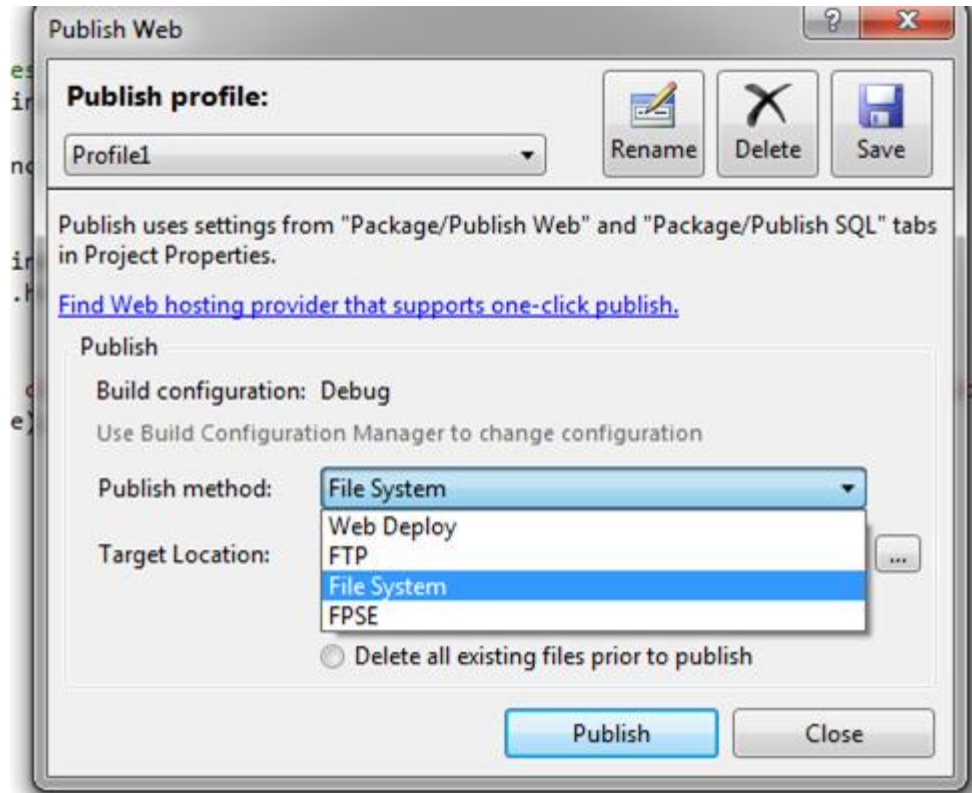 Publish Web
?
Publish profile:
Profile1
Rename
Delete
Save
Publish uses settings from "Package/Publish Web" and "Package/Publish SQL" tabs
in Project Properties.
Find Web hosting provider that supports one-click publish.
Publish
Build configuration: Debug
Use Build Configuration Manager to change configuration
Publish method: File System
Web Deploy
Target Location:
FTP
...
File System
FPSE
Delete all existing files prior to publish
Publish
Close